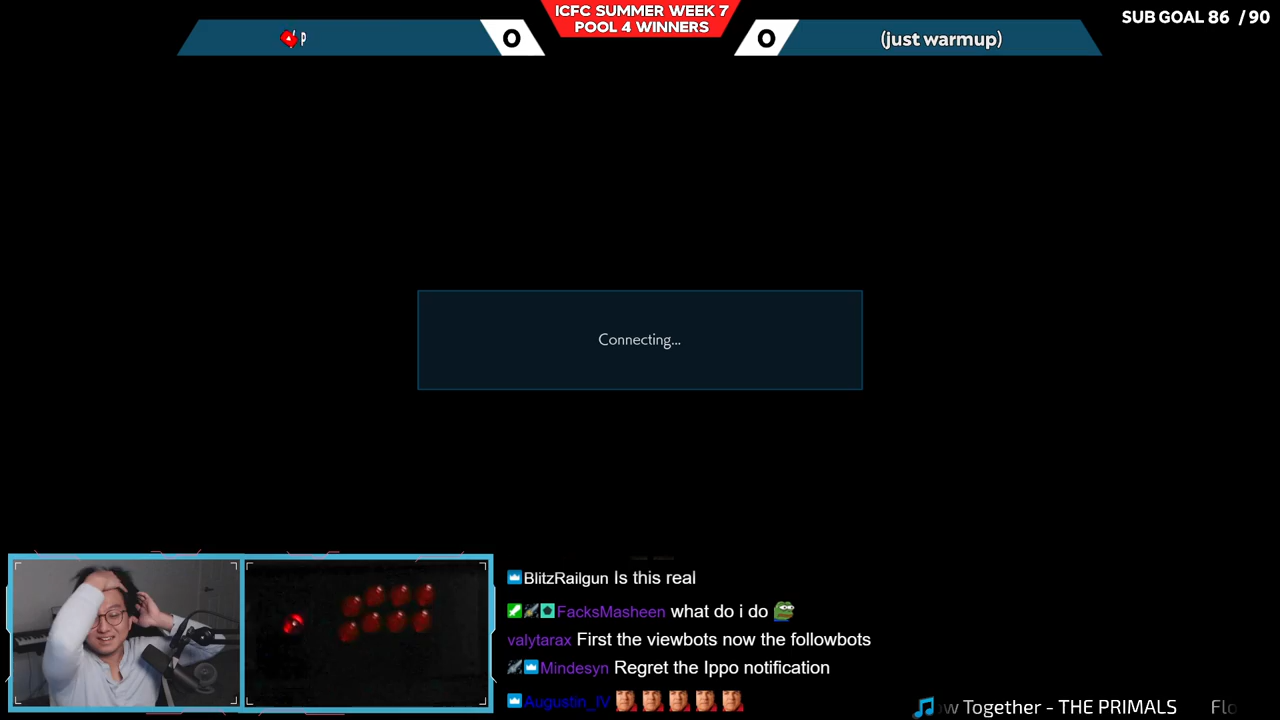 ICFC SUMMER WEEK 7
POOL 4 WINNERS
P
0
0
(just warmup)
SUB GOAL 86 / 90
Connecting...
BlitzRailgun Is this real
FacksMasheen what do i do
valytarax First the viewbots now the followbots
Mindesyn Regret the Ippo notification
Augustin_IV
ow Together - THE PRIMALS Flo